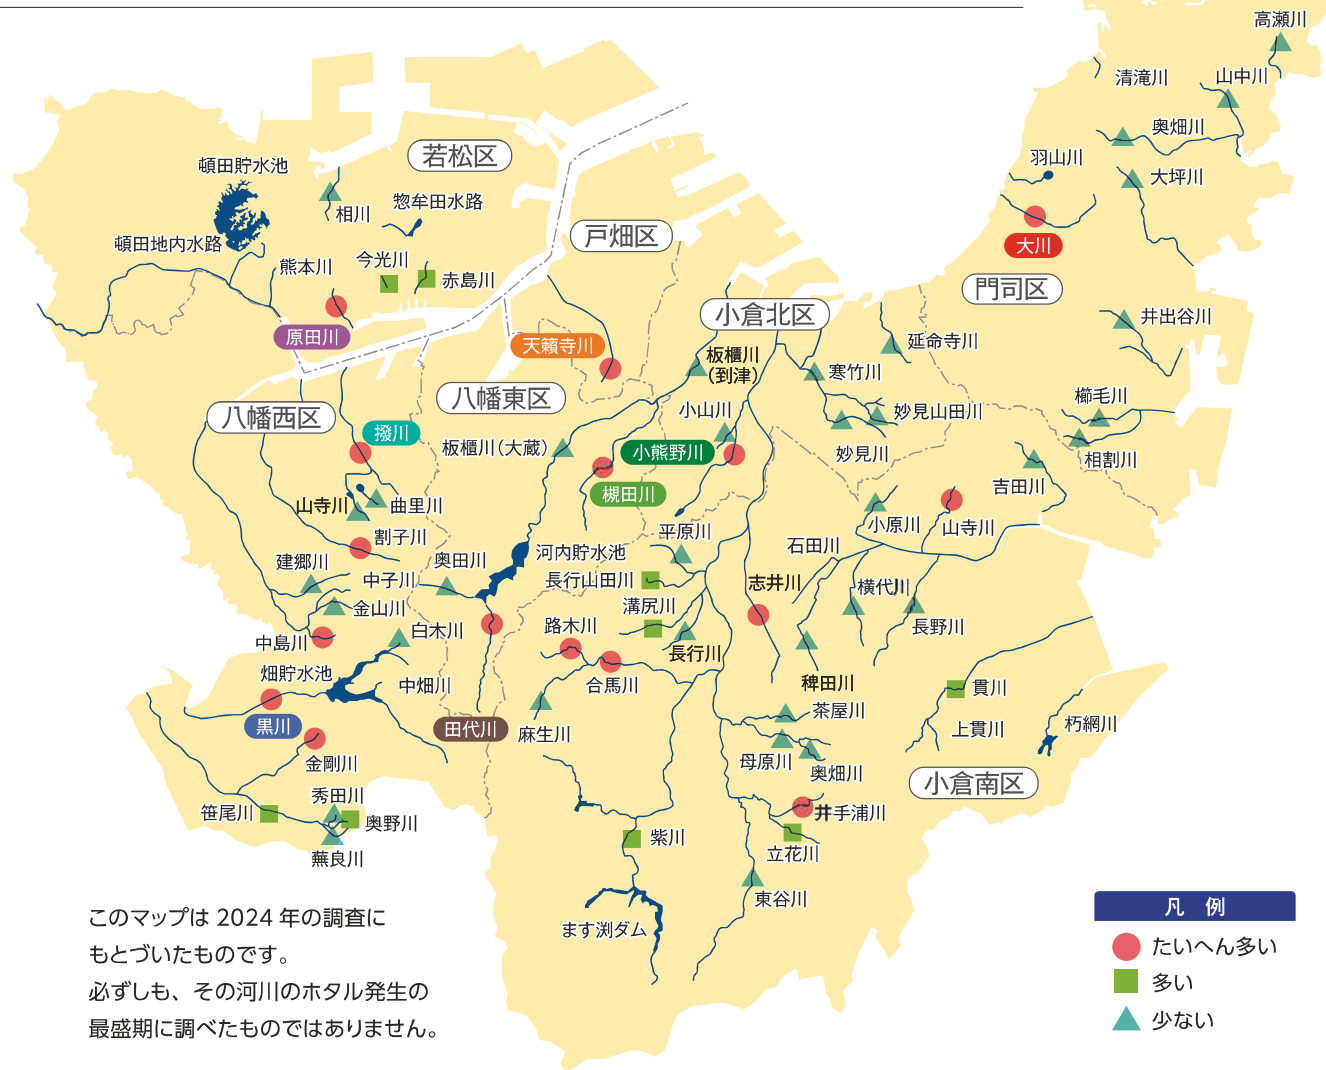 高瀬川
清滝川
山中川
奥畑川
羽山川
大坪川
大川
門司区
井出谷川
若松区
頓田貯水池
相川
惣牟田水路
頓田地内水路
熊本川
今光川
赤島川
原田川
戸畑区
天籟寺川
小倉北区
板櫃川
(到津)
延命寺川
寒竹川
小山川
妙見山田川
妙見川
櫛毛川
相割川
吉田川
八幡東区
八幡西区
撥川
板櫃川(大蔵)
小熊野川
槻田川
山寺川
曲里川
割子川
建郷川
中子川
奥田川
金山川
中島川
白木川
河内貯水池
平原川
長行山田川
溝尻川
路木川
長行川
合馬川
石田川
志井川
小原川
山寺川
横代川
長野川
稗田川
畑貯水池
中畑川
黒川
田代川
麻生川
茶屋川
母原川
奥畑川
貫川
上貫川
朽網川
小倉南区
金剛川
秀田川
笹尾川
奥野川
蕪良川
紫川
井手浦川
立花川
東谷川
ます渕ダム
このマップは 2024 年の調査に
もとづいたものです。
必ずしも、その河川のホタル発生の
最盛期に調べたものではありません。
凡 例
たいへん多い
多い
少ない